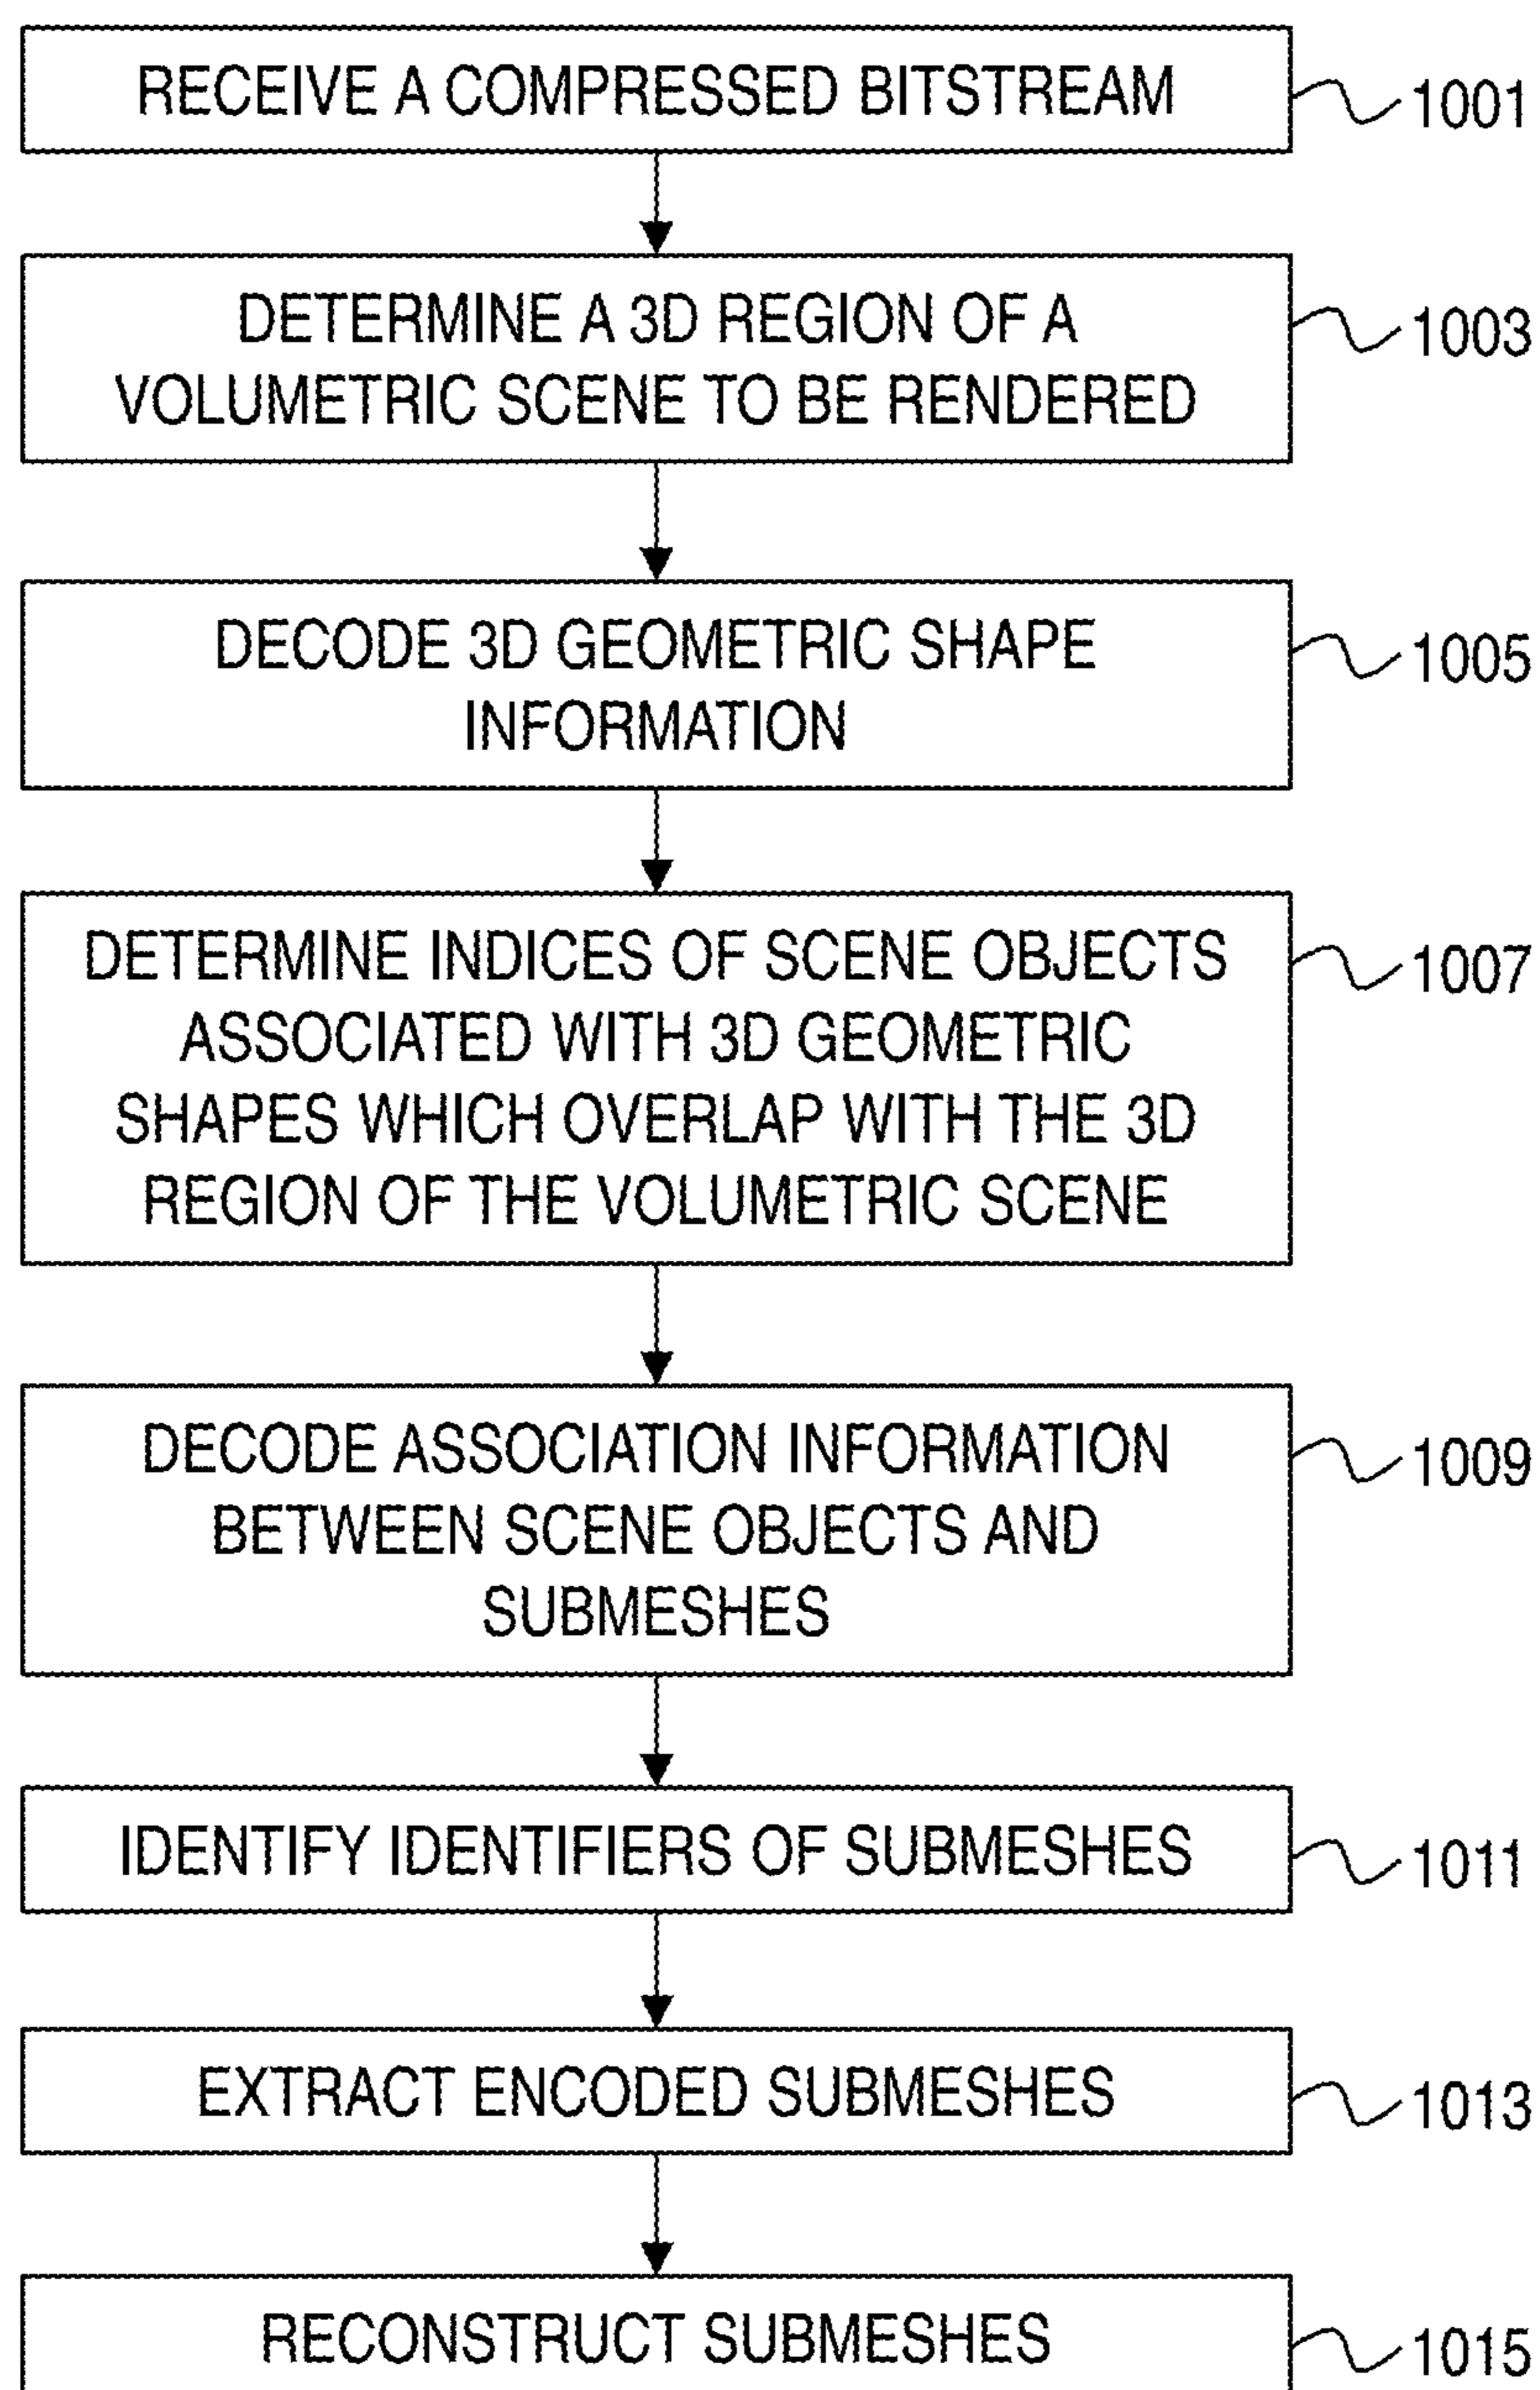 RECEIVE A COMPRESSED BITSTREAM
1001
DETERMINE A 3D REGION OF A
VOLUMETRIC SCENE TO BE RENDERED
1003
DECODE 3D GEOMETRIC SHAPE
INFORMATION
1005
DETERMINE INDICES OF SCENE OBJECTS
ASSOCIATED WITH 3D GEOMETRIC
SHAPES WHICH OVERLAP WITH THE 3D
REGION OF THE VOLUMETRIC SCENE
1007
DECODE ASSOCIATION INFORMATION
BETWEEN SCENE OBJECTS AND
SUBMESHES
1009
IDENTIFY IDENTIFIERS OF SUBMESHES
1011
EXTRACT ENCODED SUBMESHES
1013
RECONSTRUCT SUBMESHES
1015